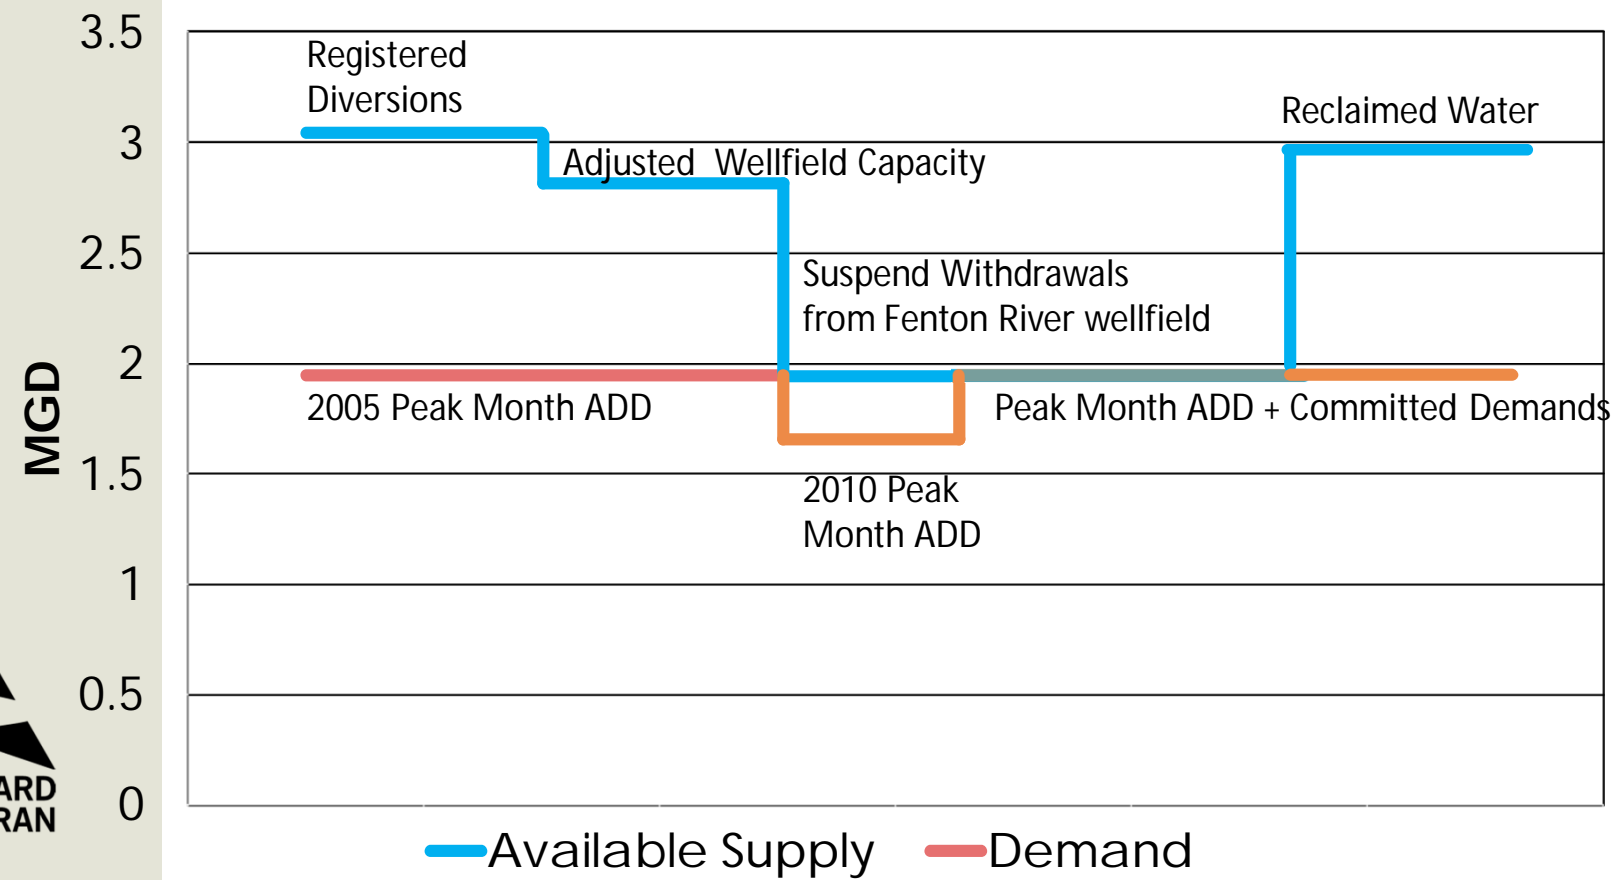 3.5
Registered
Diversions
Reclaimed Water
3
Adjusted Wellfield Capacity
2.5
Suspend Withdrawals
from Fenton River wellfield
2
MGD
2005 Peak Month ADD
Peak Month ADD + Committed Demands
1.5
2010 Peak
Month ADD
1
0.5
ARD
RAN
0
Available Supply
Demand